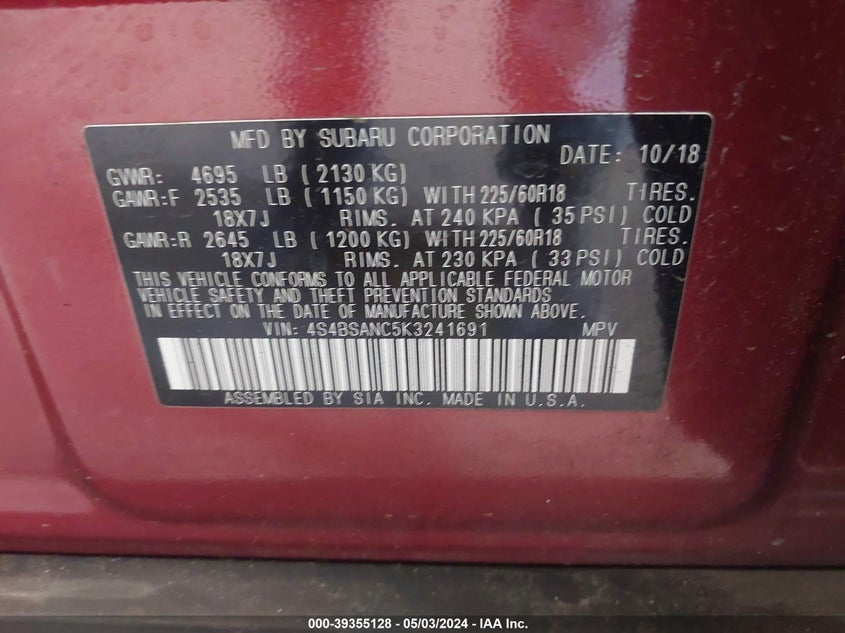 MFD BY SUBARU CORPORATION
DATE: 10/18
GVWR: 4695 LB (2130 KG)
GAWR:F 2535 LB (1150 KG) WITH 225/60R18 TIRES.
18X7J RIMS. AT 240 KPA (35 PSI) COLD
GAWR:R 2645 LB (1200 KG) WITH 225/60R18 TIRES.
18X7J RIMS. AT 230 KPA (33 PSI) COLD
THIS VEHICLE CONFORMS TO ALL APPLICABLE FEDERAL MOTOR
VEHICLE SAFETY AND THEFT PREVENTION STANDARDS
IN EFFECT ON THE DATE OF MANUFACTURE SHOWN ABOVE.
VIN: 4S4BSANC5K3241691 MPV
ASSEMBLED BY SIA INC. MADE IN U.S.A.
000-39355128 - 05/03/2024 - IAA Inc.